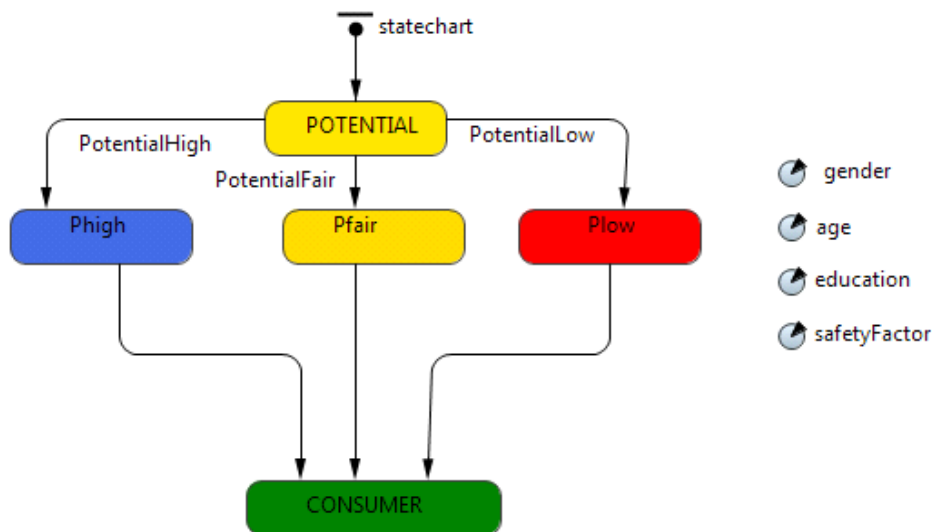 statechart
POTENTIAL
PotentialHigh
PotentialLow
PotentialFair
Phigh
Pfair
Plow
CONSUMER
gender
age
education
safetyFactor